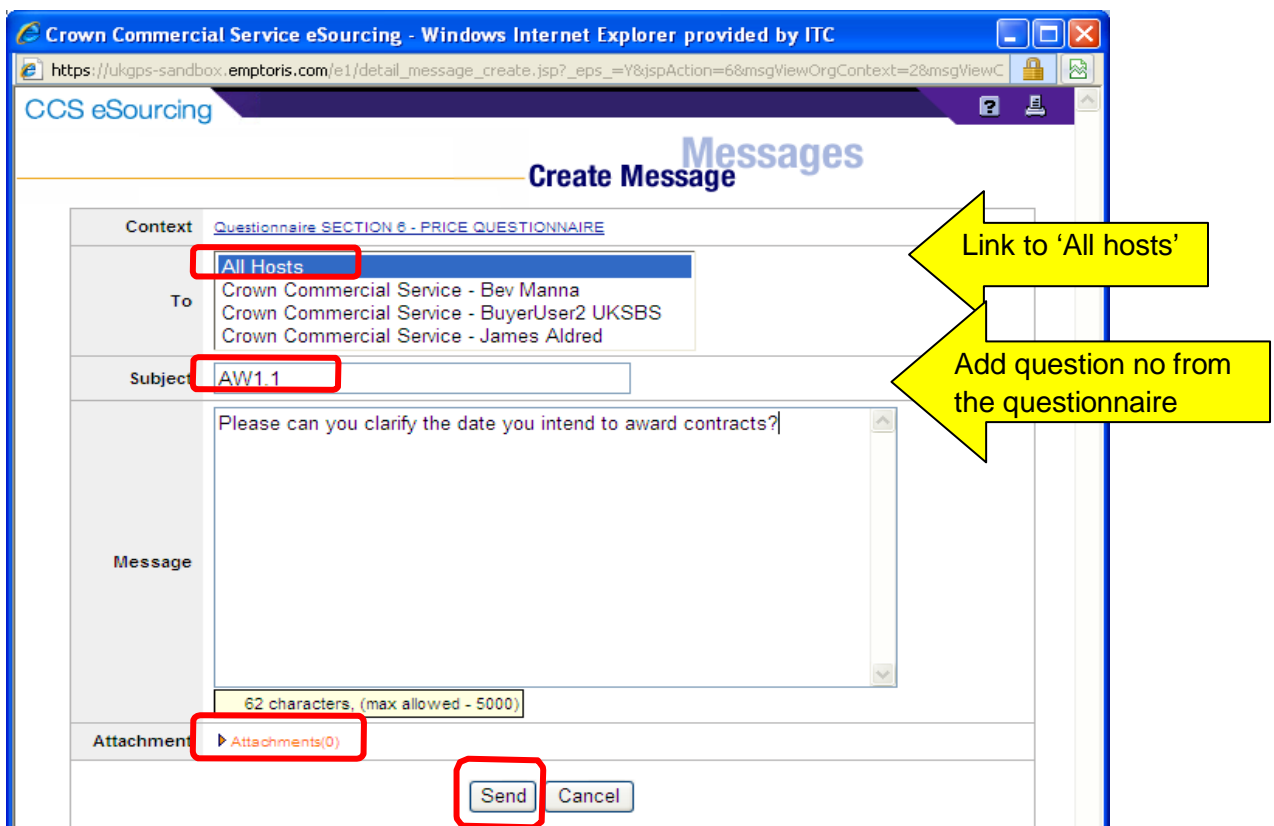 Crown Commercial Service eSourcing - Windows Internet Explorer provided by ITC
https://ukgps-sandbox.emptoris.com/e1/detail_message_create.jsp?_eps_=Y&jspAction=6&msgViewOrgContext=2&msgViewC
CCS eSourcing
?
Messages
Create Message
Context Questionnaire SECTION 6 - PRICE QUESTIONNAIRE
Link to ‘All hosts’
To
All Hosts
Crown Commercial Service - Bev Manna
Crown Commercial Service - BuyerUser2 UKSBS
Crown Commercial Service - James Aldred
Subject AW1.1
Add question no from
the questionnaire
Message
Please can you clarify the date you intend to award contracts?
62 characters, (max allowed - 5000)
Attachment Attachments(0)
Send Cancel